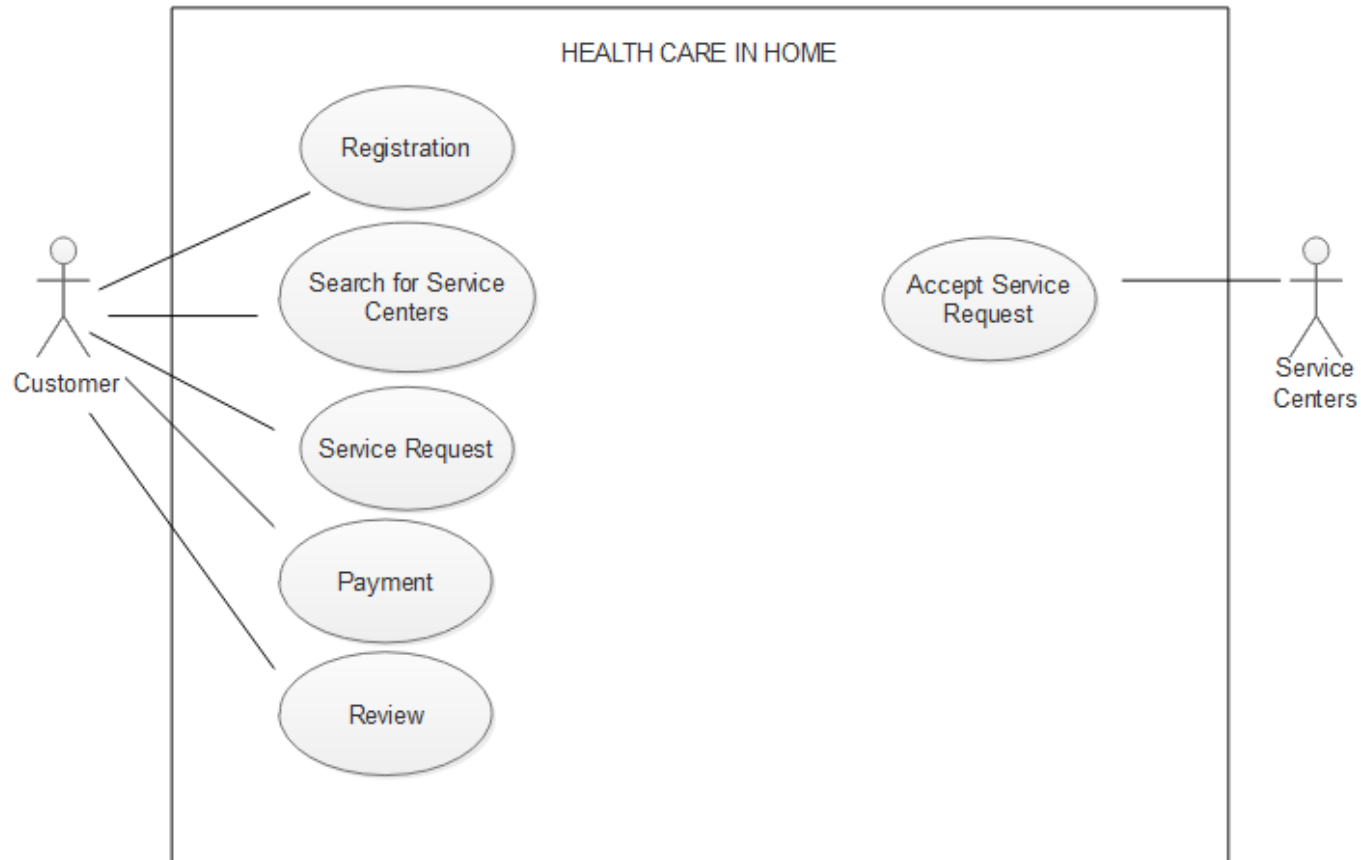 HEALTH CARE IN HOME
Registration
Search for Service
Centers
Accept Service
Request
Customer
Service
Centers
Service Request
Payment
Review